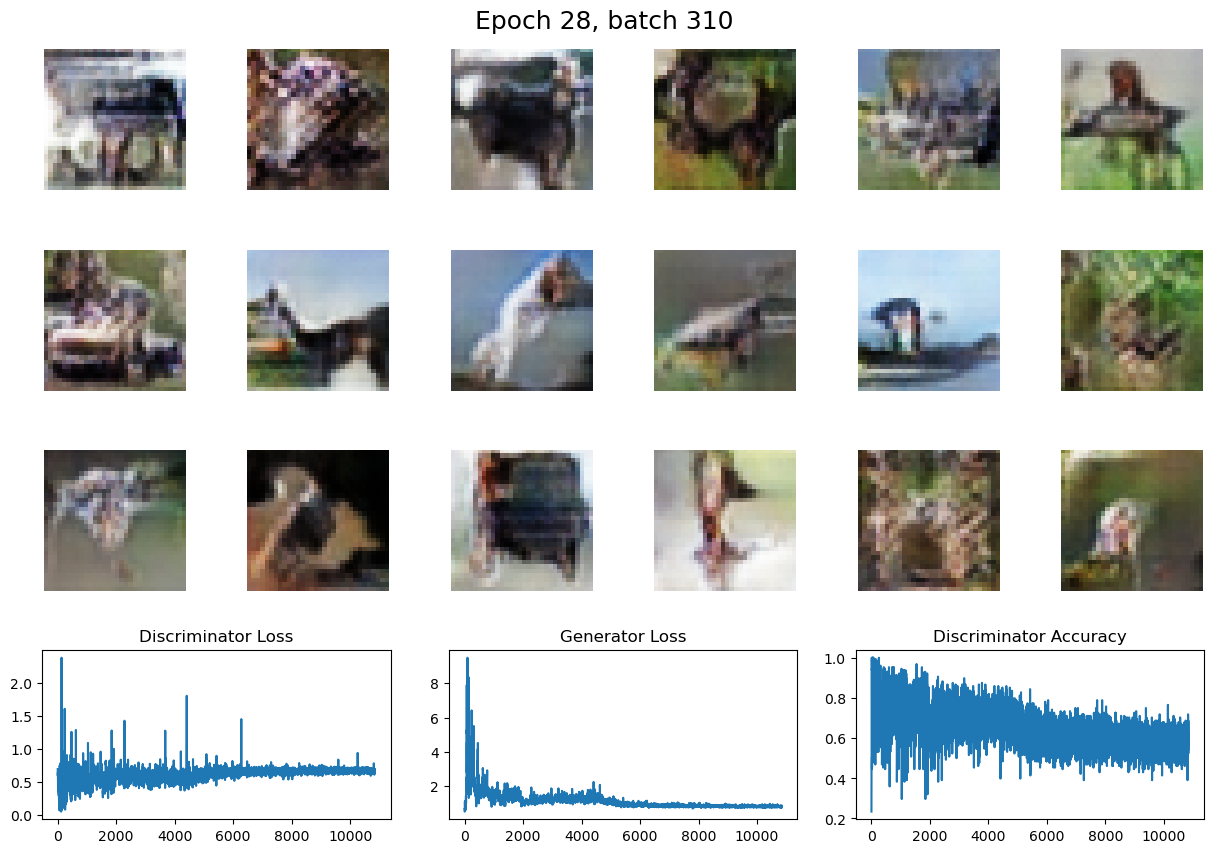 Epoch 28, batch 310
Discriminator Loss
Generator Loss
Discriminator Accuracy
2.0
1.5
1.0
0.5
0.0
0 2000 4000 6000 8000 10000
8
6
4
2
0 2000 4000 6000 8000 10000
1.0
0.8
0.6
0.4
0.2
0 2000 4000 6000 8000 10000